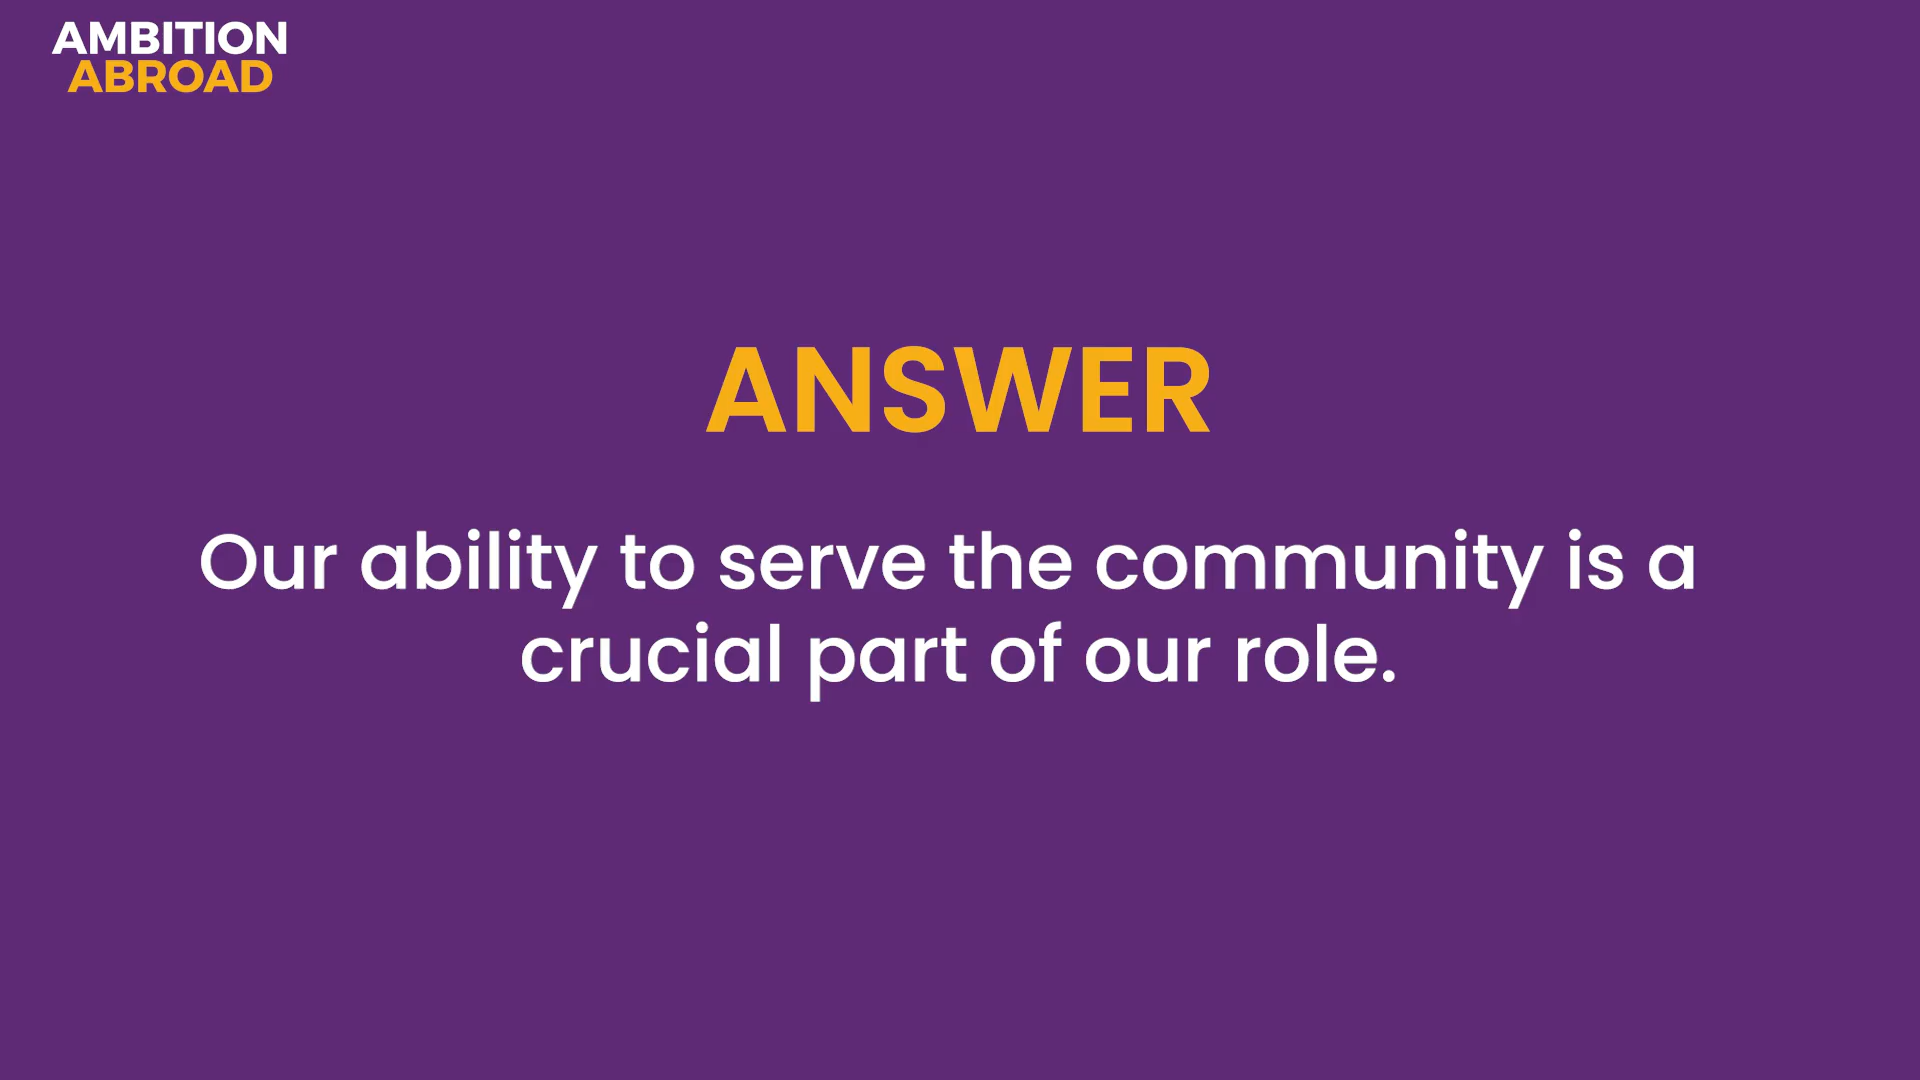 AMBITION
ABROAD
ANSWER
Our ability to serve the community is a
crucial part of our role.